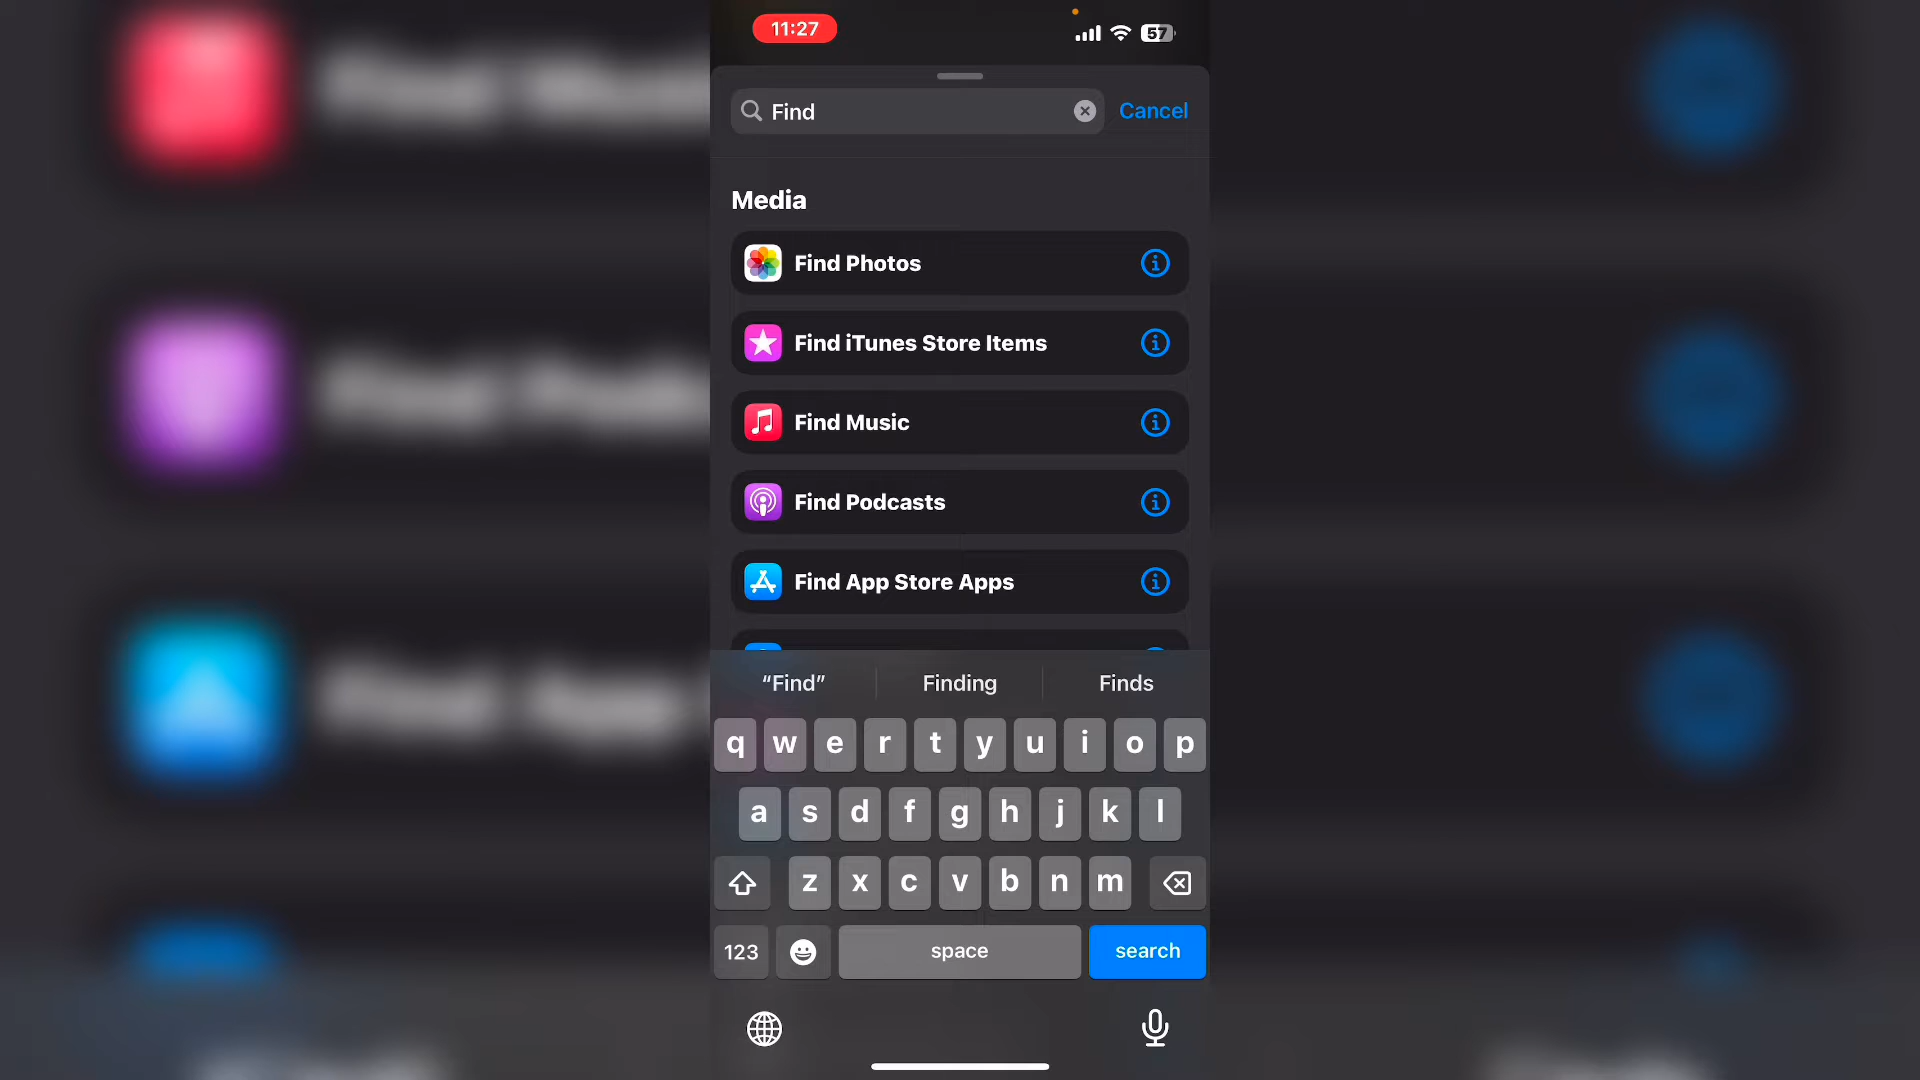 11:27
57
Find
Cancel
Media
Find Photos
Find iTunes Store Items
Find Music
Find Podcasts
Find App Store Apps
“Find” Finding Finds
q w e r t y u i o p
a s d f g h j k l
z x c v b n m
123 space search